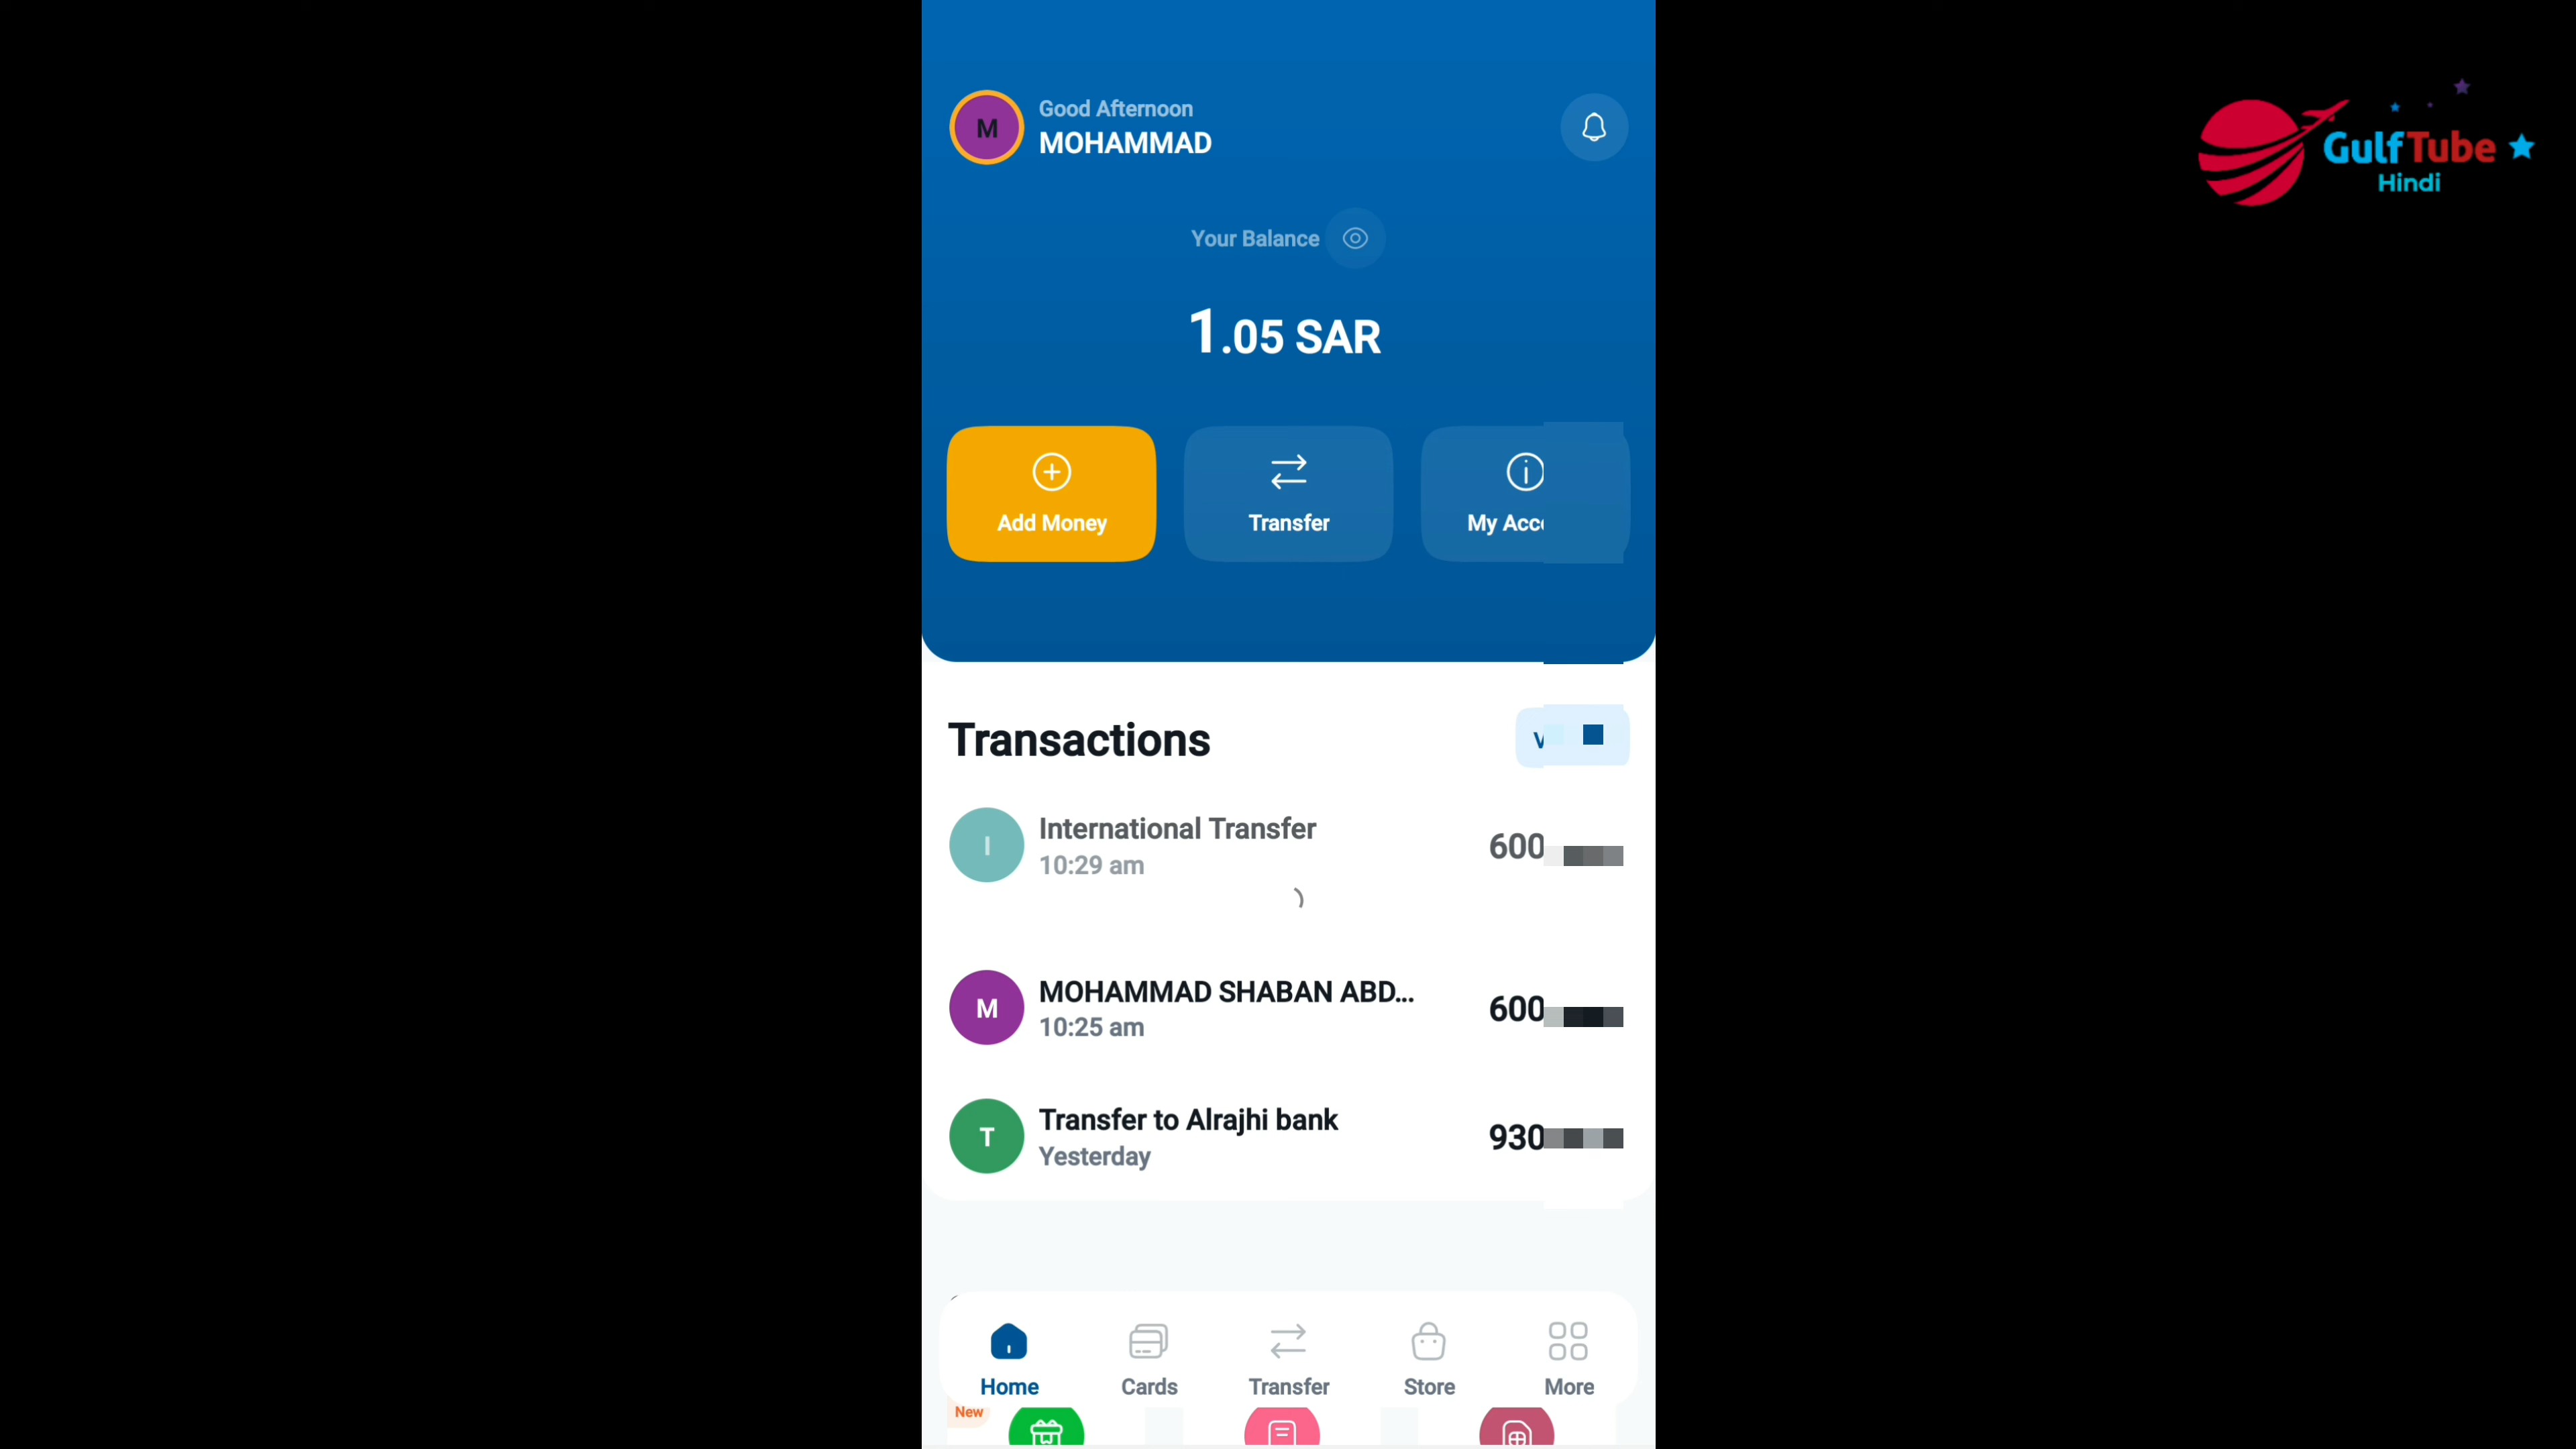 M
Good Afternoon
MOHAMMAD
GulfTube
Hindi
Your Balance
1.05 SAR
Add Money
Transfer
My
Transactions
I
International Transfer
600
10:29 am
M
MOHAMMAD SHABAN ABD...
600
10:25 am
T
Transfer to Alrajhi bank
930
Yesterday
Home
Cards
Transfer
Store
More
New